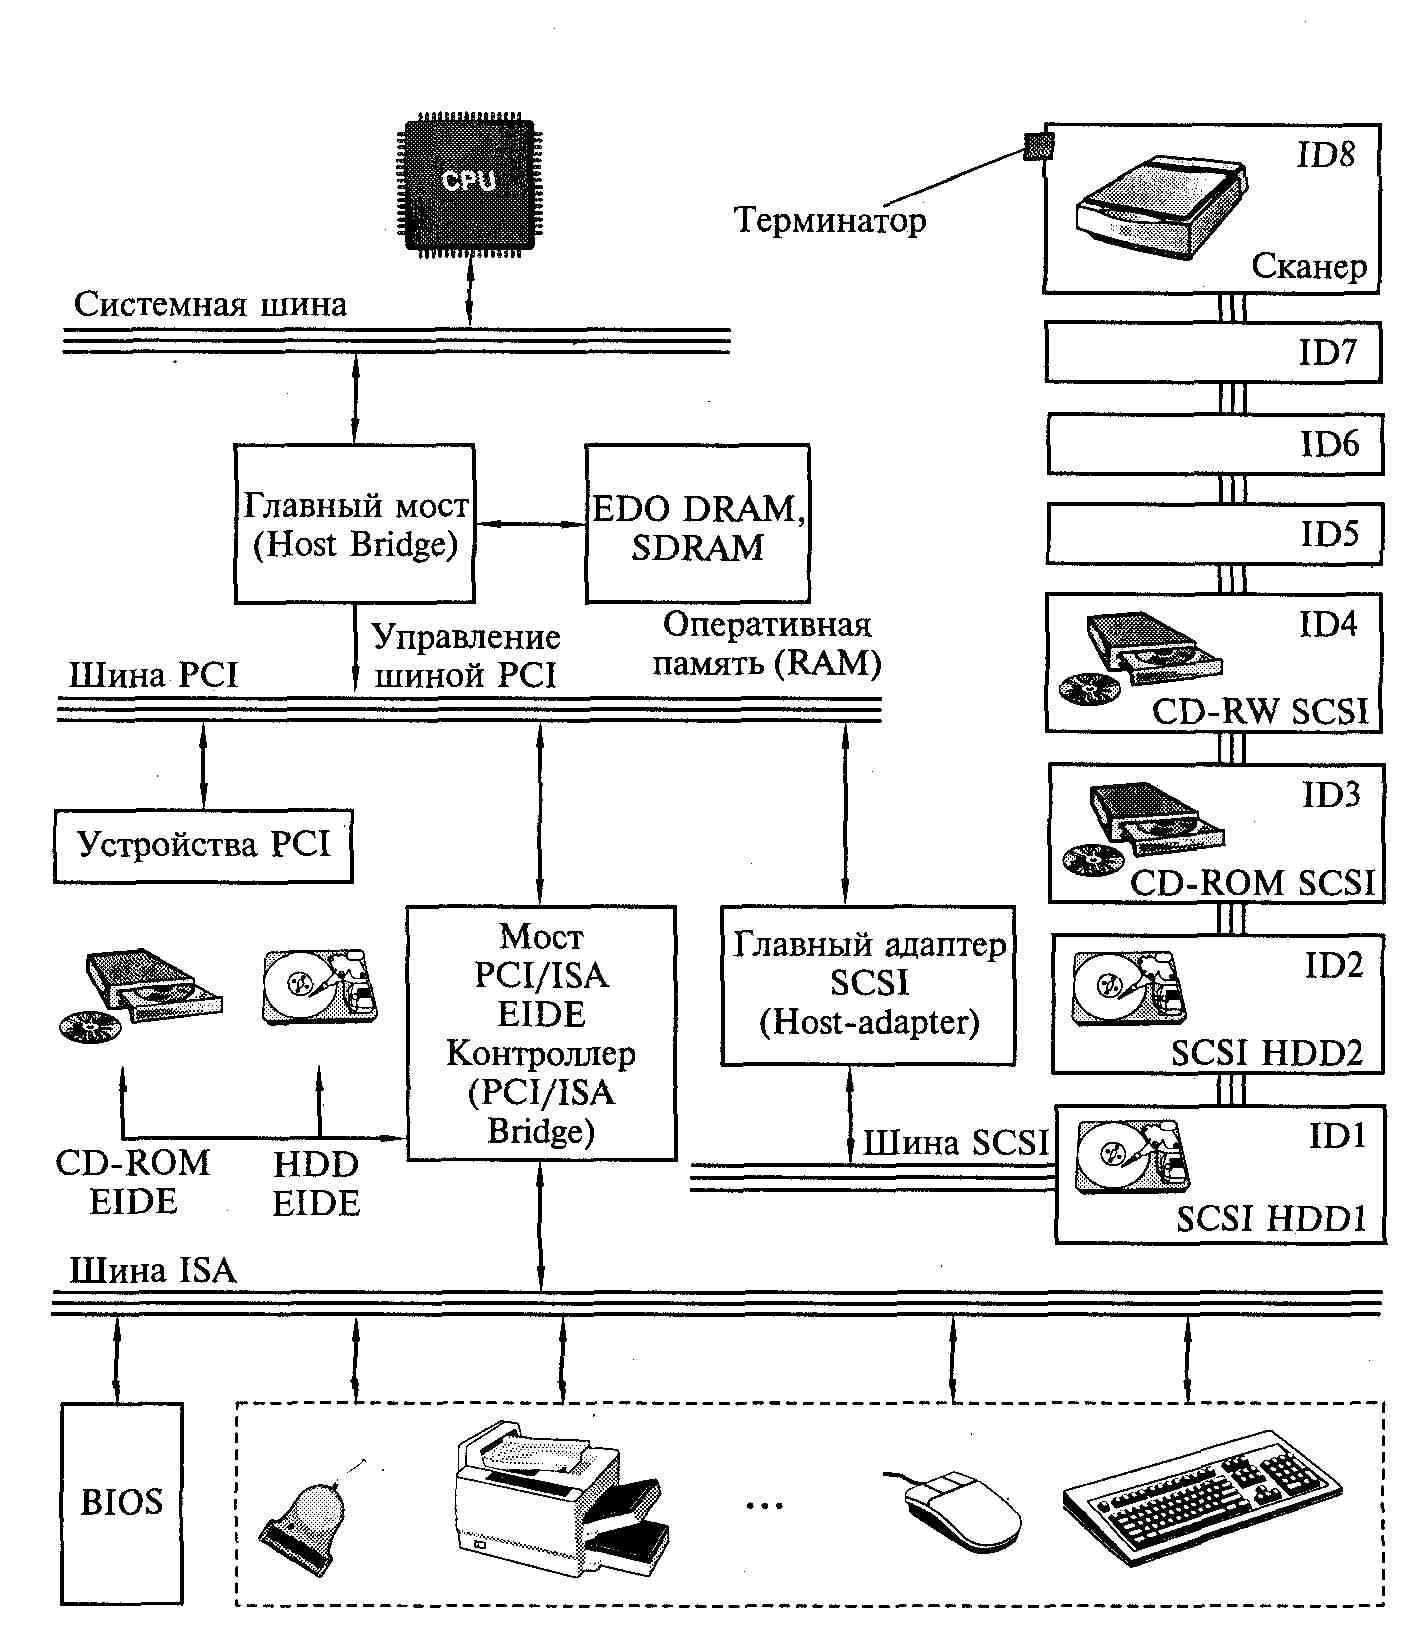 CPU
Системная шина
Терминатор
ID8
Сканер
ID7
ID6
ID5
ID4
CD-RW SCSI
ID3
CD-ROM SCSI
ID2
SCSI HDD2
ID1
SCSI HDD1
Главный мост
(Host Bridge)
EDO DRAM,
SDRAM
Оперативная
память (RAM)
Управление
шиной PCI
Шина PCI
Устройства PCI
Мост
PCI/ISA
EIDE
Контроллер
(PCI/ISA
Bridge)
Главный адаптер
SCSI
(Host-adapter)
Шина SCSI
CD-ROM
EIDE
HDD
EIDE
Шина ISA
BIOS
...